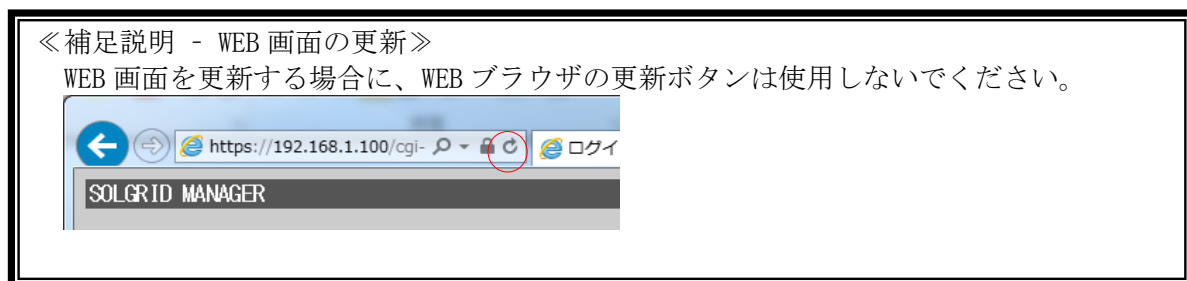 ≪補足説明 - WEB 画面の更新≫
WEB 画面を更新する場合に、WEB ブラウザの更新ボタンは使用しないでください。
https://192.168.1.100/cgi-
ログイ
SOLGRID MANAGER